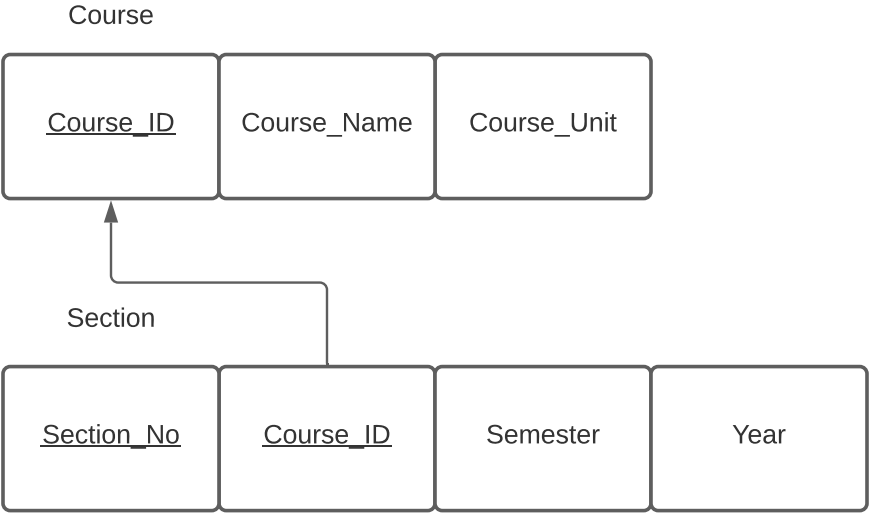 Course
Course_ID Course_Name Course_Unit
Section
Section_No Course_ID Semester Year